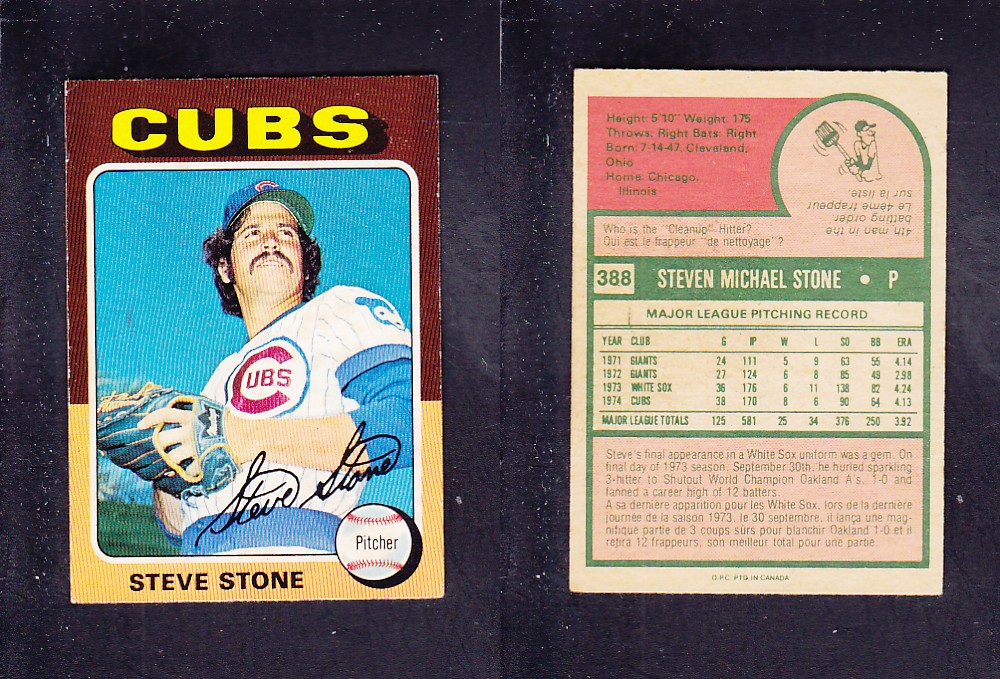 CUBS
CUBS
Steve Stone
Pitcher
STEVE STONE
Height: 5'10" Weight: 175
Throws: Right Bats: Right
Born: 7-14-47, Cleveland,
Ohio
Home: Chicago,
Illinois
4th man in the
batting order
Le 4ème frappeur
sur la liste.
Who is the "Cleanup" Hitter?
Qui est le frappeur "de nettoyage"?
388 STEVEN MICHAEL STONE • P
MAJOR LEAGUE PITCHING RECORD
YEAR CLUB G IP W L SO BB ERA
1971 GIANTS 24 111 5 9 63 55 4.14
1972 GIANTS 27 124 6 8 85 49 2.98
1973 WHITE SOX 36 176 6 11 138 82 4.24
1974 CUBS 38 170 8 6 90 64 4.13
MAJOR LEAGUE TOTALS 125 581 25 34 376 250 3.92
Steve's final appearance in a White Sox uniform was a gem. On
final day of 1973 season, September 30th, he hurled sparkling
3-hitter to Shutout World Champion Oakland A's, 1-0 and
fanned a career high of 12 batters.
A sa dernière apparition pour les White Sox, lors de la dernière
journée de la saison 1973, le 30 septembre, il lança une mag-
nifique partie de 3 coups sûrs pour blanchir Oakland 1-0 et il
retira 12 frappeurs, son meilleur total pour une partie.
O.P.C. PTG. IN CANADA